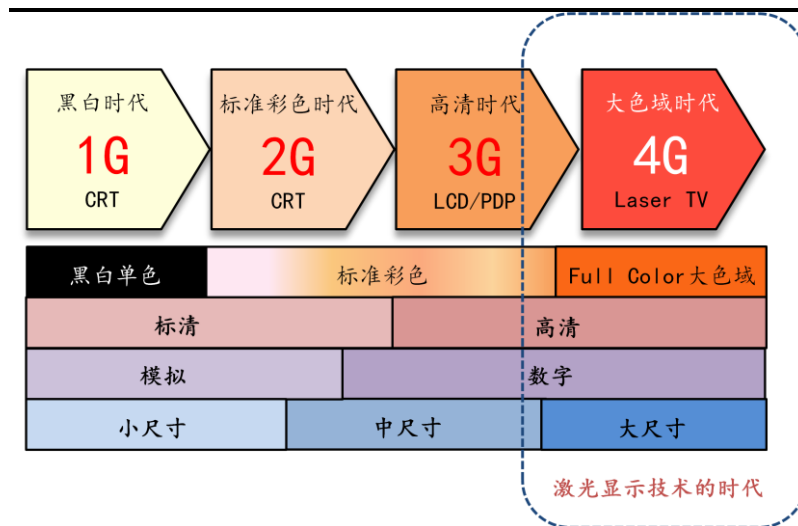 黑白时代
1G
CRT
标准彩色时代
2G
CRT
高清时代
3G
LCD/PDP
大色域时代
4G
Laser TV
黑白单色
标准彩色
Full Color大色域
标清
高清
模拟
数字
小尺寸
中尺寸
大尺寸
激光显示技术的时代